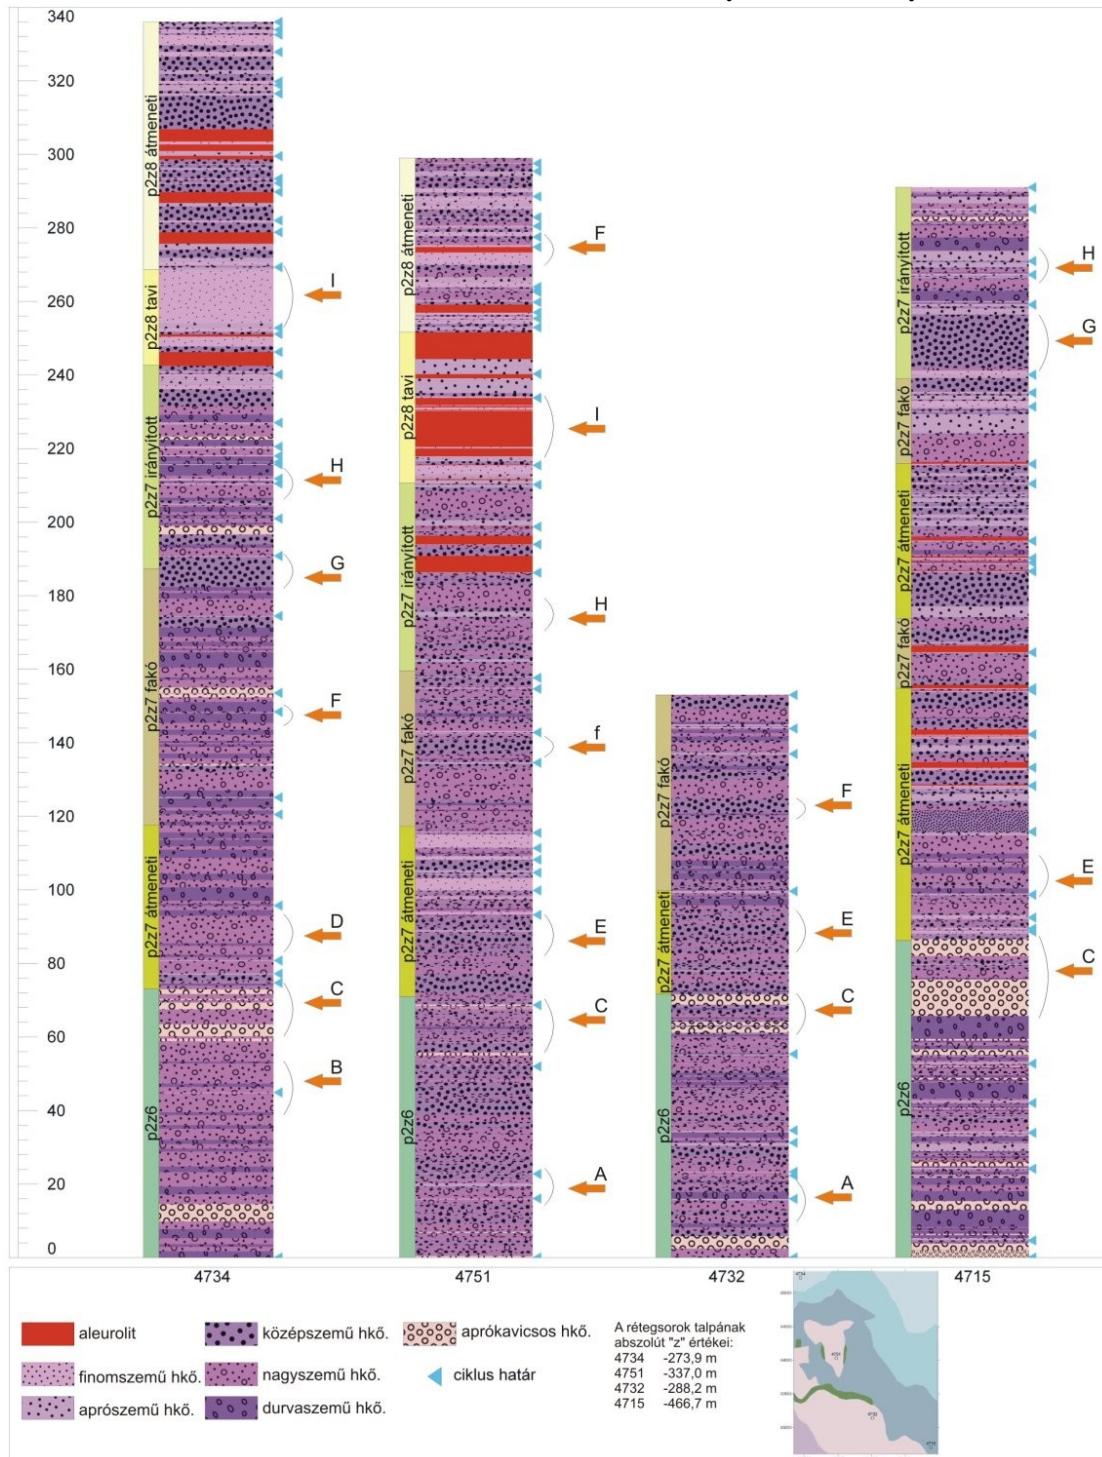 340
320
300
280
260
240
220
200
180
160
140
120
100
80
60
40
20
0
p2z8 átmeneti
p2z8 tavi
p2z7 irányított
p2z7 fakó
p2z7 átmeneti
p2z6
I
H
G
F
D
C
B
p2z8 átmeneti
p2z8 tavi
p2z7 irányított
p2z7 fakó
p2z7 átmeneti
p2z6
F
I
H
f
E
C
A
p2z7 fakó
p2z7 átmeneti
p2z6
F
E
C
A
p2z7 irányított
p2z7 fakó
p2z7 átmeneti
p2z7 fakó
p2z7 átmeneti
p2z6
H
G
E
C
4734
4751
4732
4715
aleurolit
finomszemű hkő.
aprószemű hkő.
középszemű hkő.
nagyszemű hkő.
durvaszemű hkő.
aprókavicsos hkő.
ciklus határ
A rétegsorok talpának
abszolút "z" értékei:
4734 -273,9 m
4751 -337,0 m
4732 -288,2 m
4715 -466,7 m
4734
4751